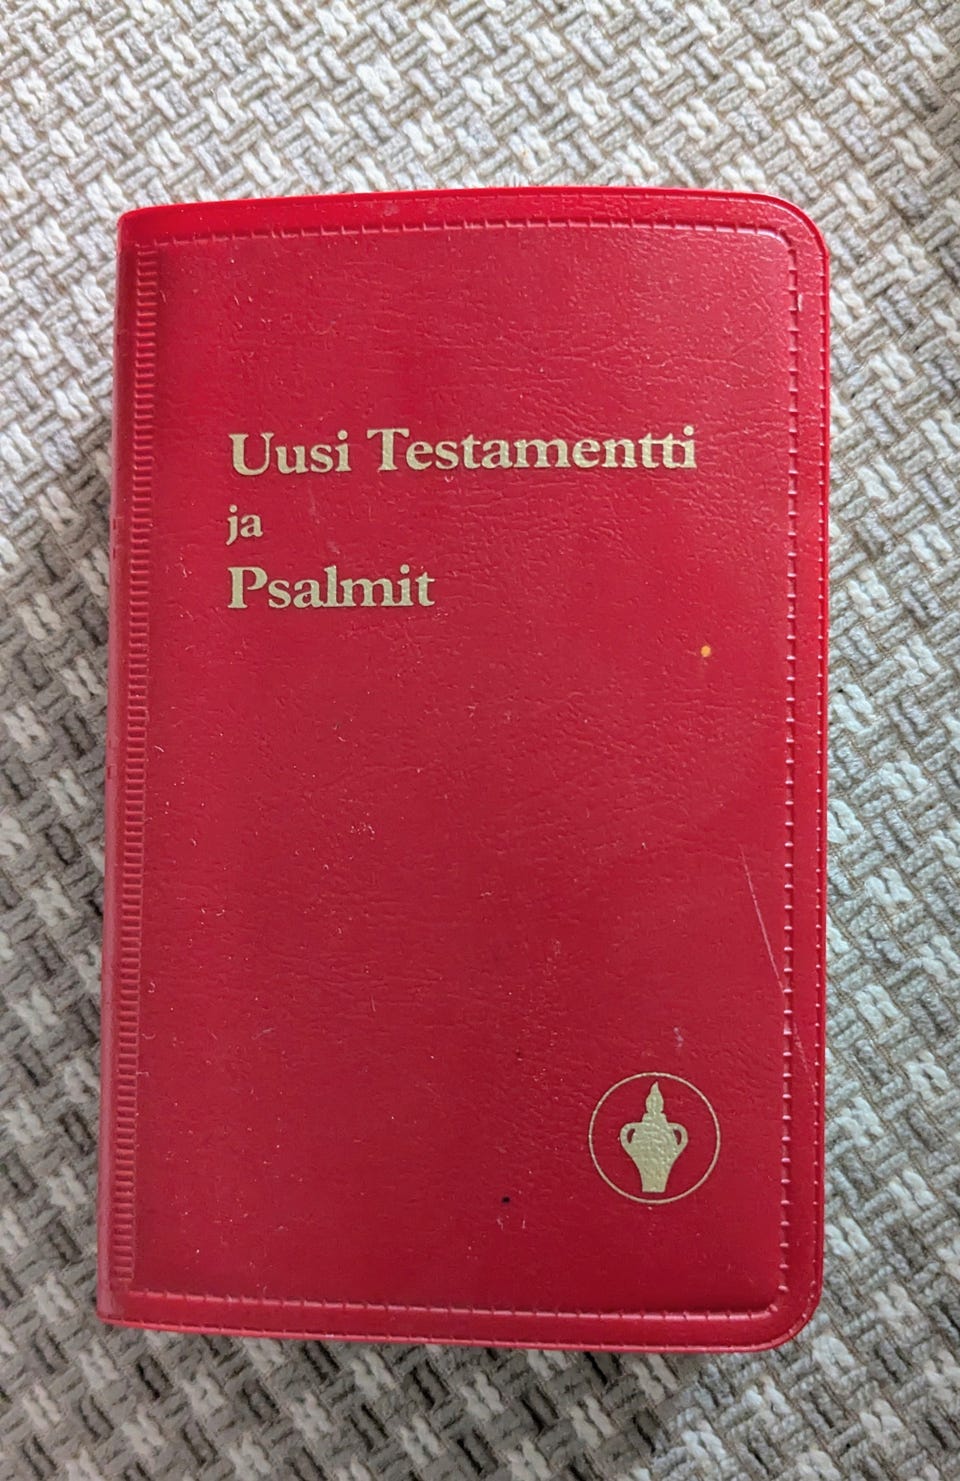 Uusi Testamentti
ja
Psalmit